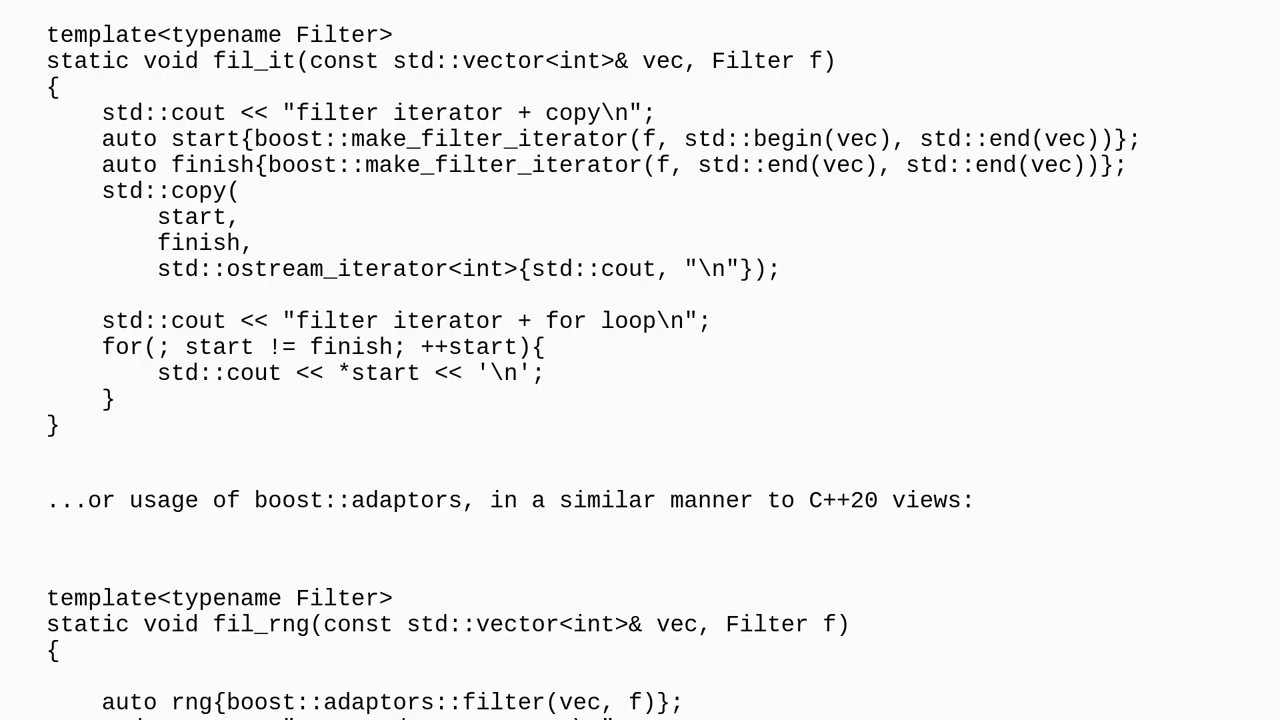 template<typename Filter>
static void fil_it(const std::vector<int>& vec, Filter f)
{
    std::cout << "filter iterator + copy\n";
    auto start{boost::make_filter_iterator(f, std::begin(vec), std::end(vec))};
    auto finish{boost::make_filter_iterator(f, std::end(vec), std::end(vec))};
    std::copy(
        start,
        finish,
        std::ostream_iterator<int>{std::cout, "\n"});

    std::cout << "filter iterator + for loop\n";
    for(; start != finish; ++start){
        std::cout << *start << '\n';
    }
}

...or usage of boost::adaptors, in a similar manner to C++20 views:

template<typename Filter>
static void fil_rng(const std::vector<int>& vec, Filter f)
{

    auto rng{boost::adaptors::filter(vec, f)};